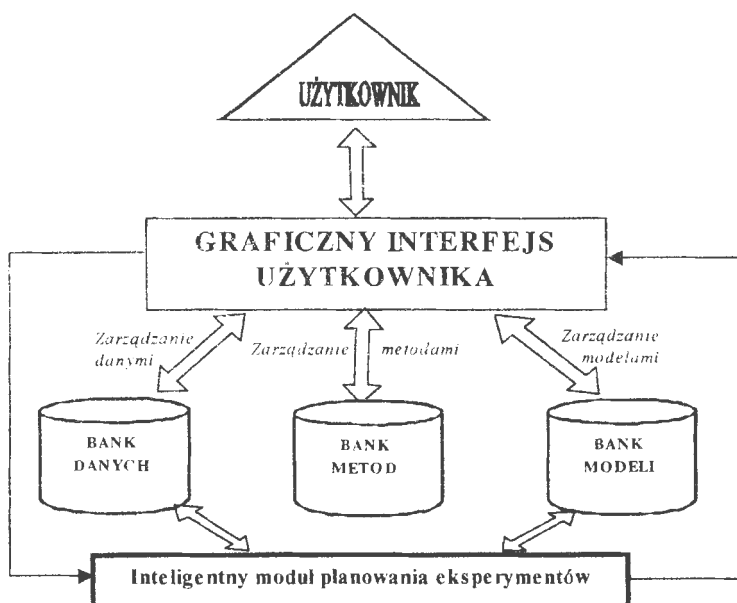 UŻYTKOWNIK
GRAFICZNY INTERFEJS
UŻYTKOWNIKA
Zarządzanie
danymi
Zarządzanie metodami
Zarządzanie
modelami
BANK
DANYCH
BANK
METOD
BANK
MODELI
Inteligentny moduł planowania eksperymentów